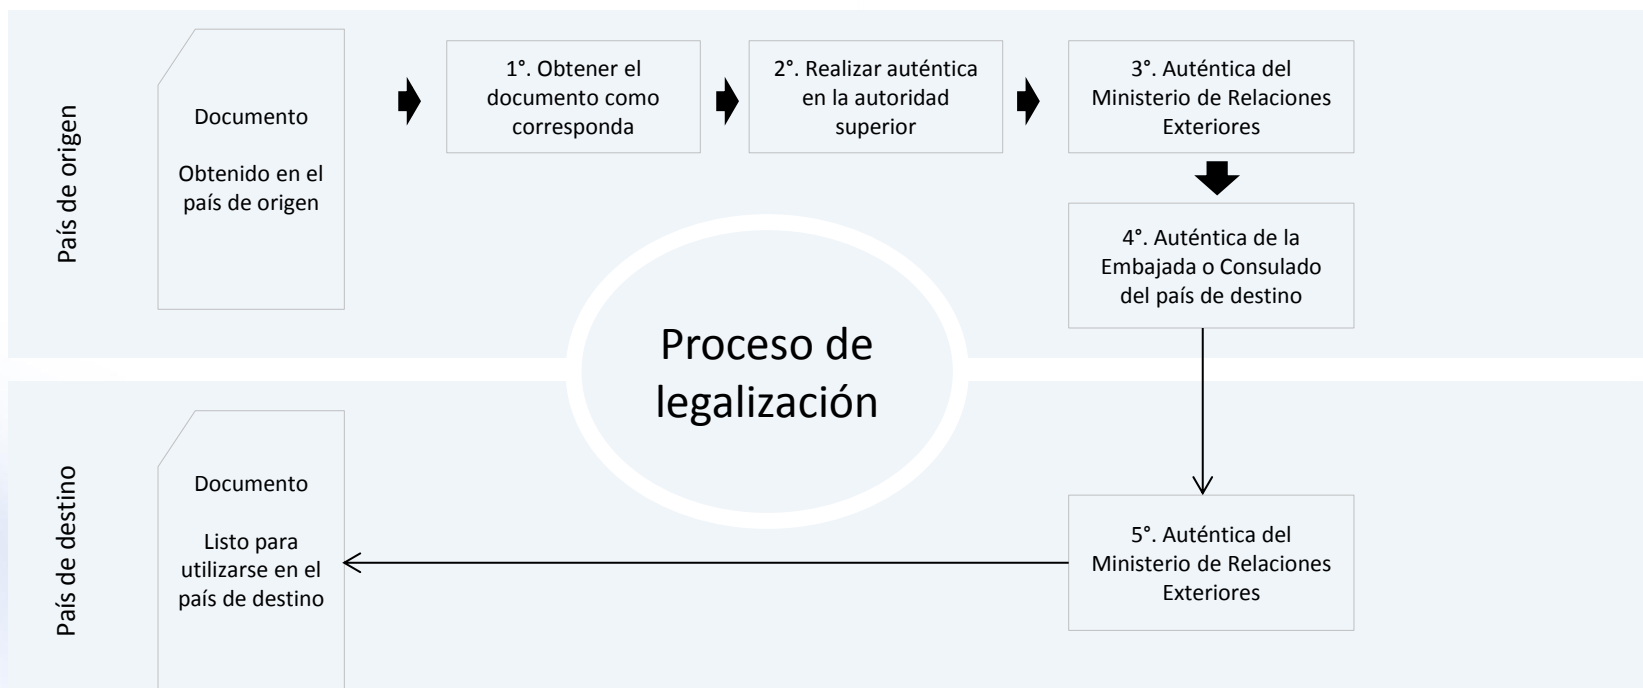 País de origen
Documento
Obtenido en el
país de origen
1°. Obtener el
documento como
corresponda
2°. Realizar auténtica
en la autoridad
superior
3°. Auténtica del
Ministerio de Relaciones
Exteriores
4°. Auténtica de la
Embajada o Consulado
del país de destino
Proceso de
legalización
País de destino
Documento
Listo para
utilizarse en el
país de destino
5°. Auténtica del
Ministerio de Relaciones
Exteriores